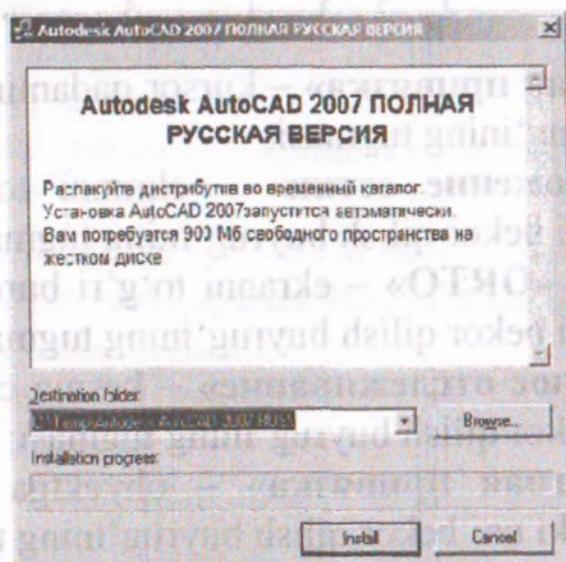 Autodesk AutoCAD 2007 ПОЛНАЯ РУССКАЯ ВЕРСИЯ
Autodesk AutoCAD 2007 ПОЛНАЯ
РУССКАЯ ВЕРСИЯ
Распакуйте дистрибутив во временный каталог.
Установка AutoCAD 2007запустится автоматически.
Вам потребуется 900 Мб свободного пространства на
жестком диске
Destination folder:
Browse...
Installation progress:
Install
Cancel